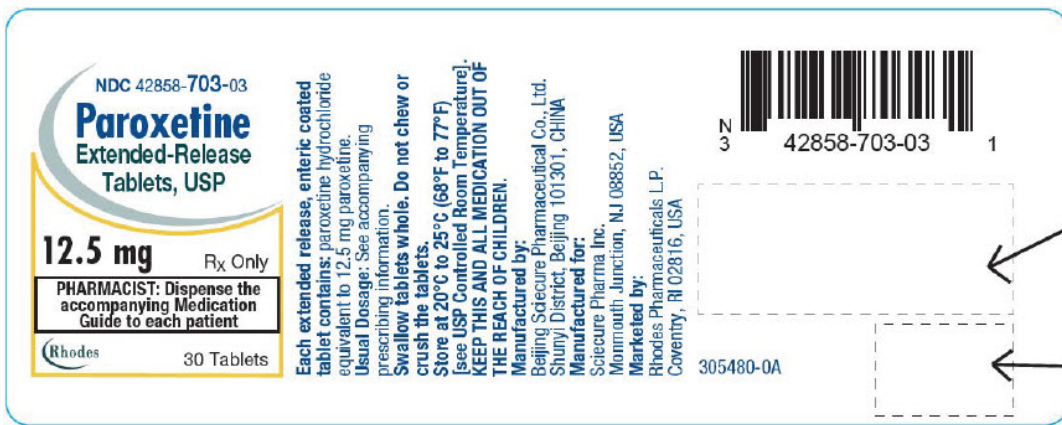 NDC 42858-703-03
Paroxetine
Extended-Release
Tablets, USP
12.5 mg
Rx Only
PHARMACIST: Dispense the
accompanying Medication
Guide to each patient
Rhodes
30 Tablets
Each extended release, enteric coated
tablet contains: paroxetine hydrochloride
equivalent to 12.5 mg paroxetine.
Usual Dosage: See accompanying
prescribing information.
Swallow tablets whole. Do not chew or
crush the tablets.
Store at 20°C to 25°C (68°F to 77°F)
[see USP Controlled Room Temperature].
KEEP THIS AND ALL MEDICATION OUT OF
THE REACH OF CHILDREN.
Manufactured by:
Beijing Sciecure Pharmaceutical Co., Ltd.
Shunyi District, Beijing 101301, CHINA
Manufactured for:
Sciecure Pharma Inc.
Monmouth Junction, NJ 08852, USA
Marketed by:
Rhodes Pharmaceuticals L.P.
Coventry, RI 02816, USA
N
3 42858-703-03 1
305480-0A